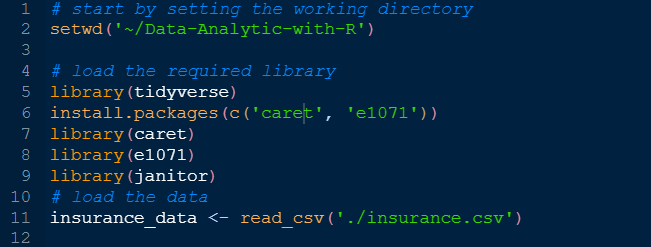 1 # start by setting the working directory
2 setwd('~/Data-Analytic-with-R')
3
4 # load the required library
5 library(tidyverse)
6 install.packages(c('caret', 'e1071'))
7 library(caret)
8 library(e1071)
9 library(janitor)
10 # load the data
11 insurance_data <- read_csv('./insurance.csv')
12